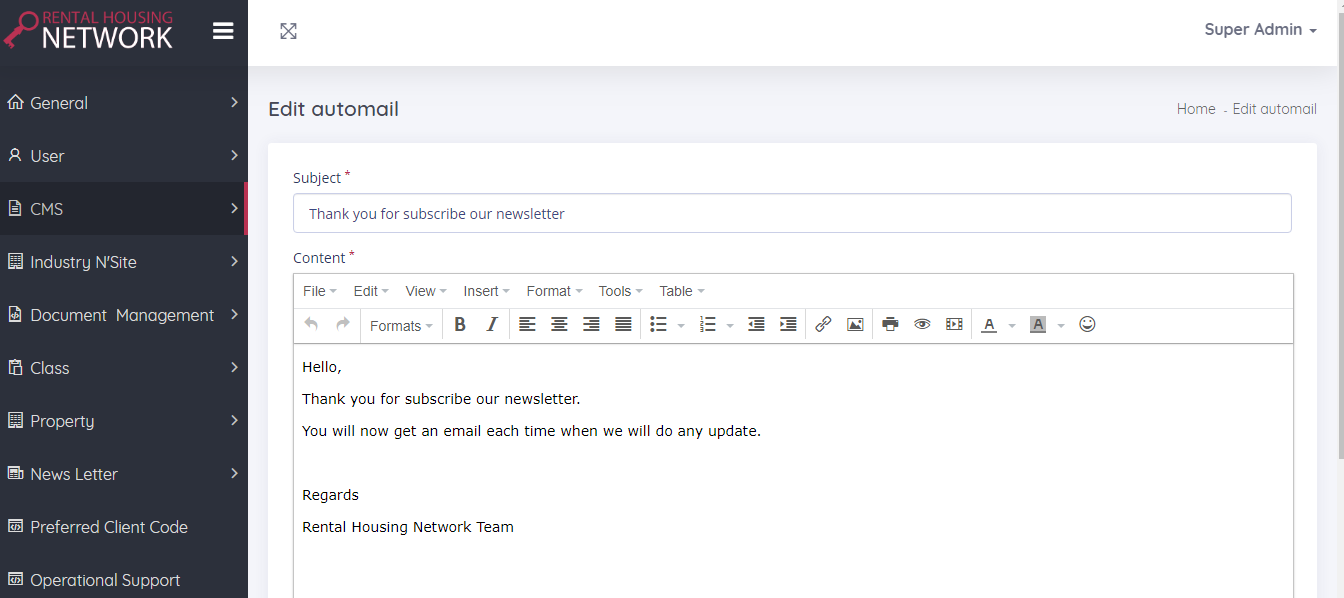 RENTAL HOUSING
NETWORK
Super Admin
General
User
CMS
Industry N'Site
Document Management
Class
Property
News Letter
Preferred Client Code
Operational Support
Edit automail
Home - Edit automail
Subject *
Thank you for subscribe our newsletter
Content *
File Edit View Insert Format Tools Table
Formats B I A A
Hello,
Thank you for subscribe our newsletter.
You will now get an email each time when we will do any update.
Regards
Rental Housing Network Team